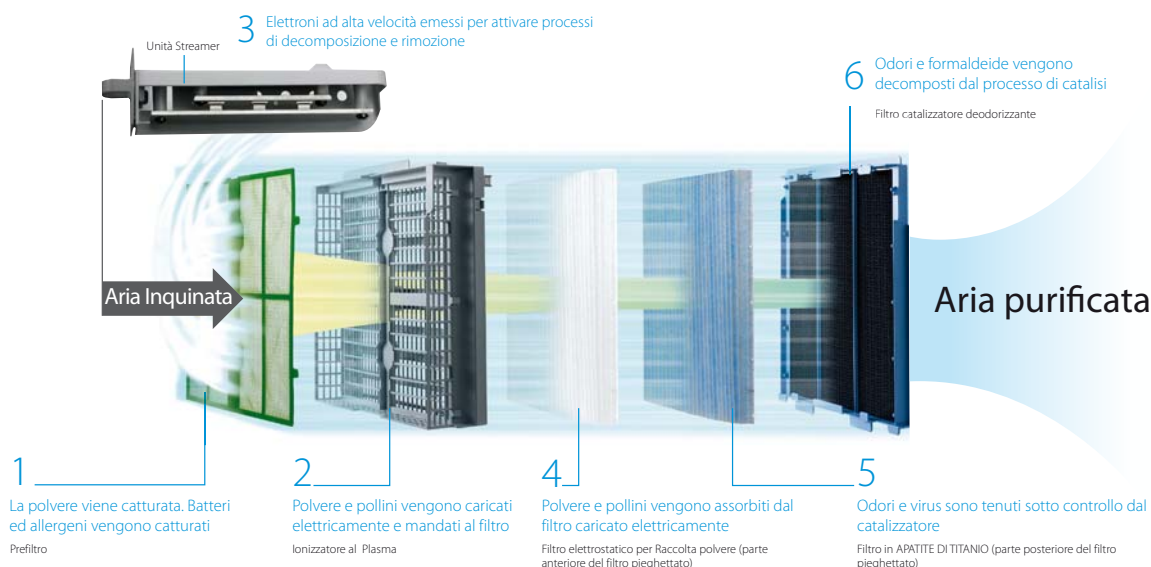 3
Elettroni ad alta velocità emessi per attivare processi
di decomposizione e rimozione
Unità Streamer
6
Odori e formaldeide vengono
decomposti dal processo di catalisi
Filtro catalizzatore deodorizzante
Aria Inquinata
Aria purificata
1
La polvere viene catturata. Batteri
ed allergeni vengono catturati
Prefiltro
2
Polvere e pollini vengono caricati
elettricamente e mandati al filtro
Ionizzatore al Plasma
4
Polvere e pollini vengono assorbiti dal
filtro caricato elettricamente
Filtro elettrostatico per Raccolta polvere (parte
anteriore del filtro pieghettato)
5
Odori e virus sono tenuti sotto controllo dal
catalizzatore
Filtro in APATITE DI TITANIO (parte posteriore del filtro
pieghettato)